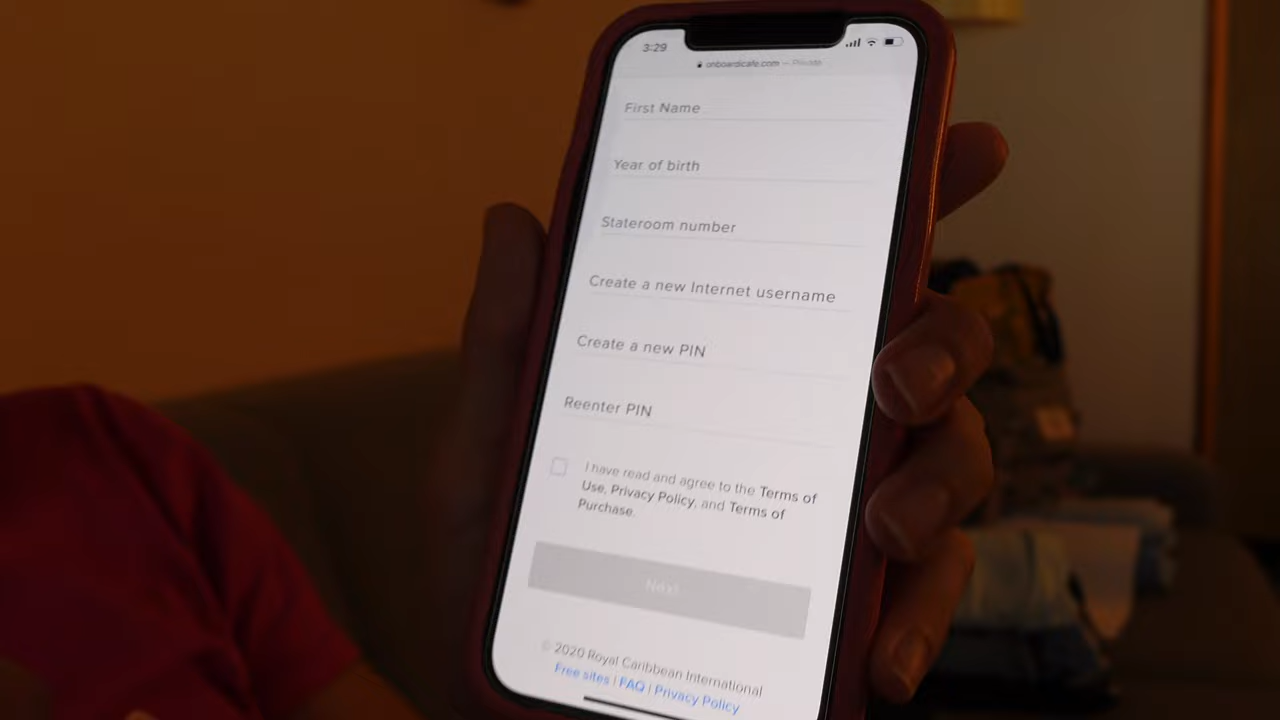 3:29
onboardicafe.com — Private
First Name
Year of birth
Stateroom number
Create a new Internet username
Create a new PIN
Reenter PIN
I have read and agree to the Terms of
Use, Privacy Policy, and Terms of
Purchase.
Next
© 2020 Royal Caribbean International
Free sites | FAQ | Privacy Policy